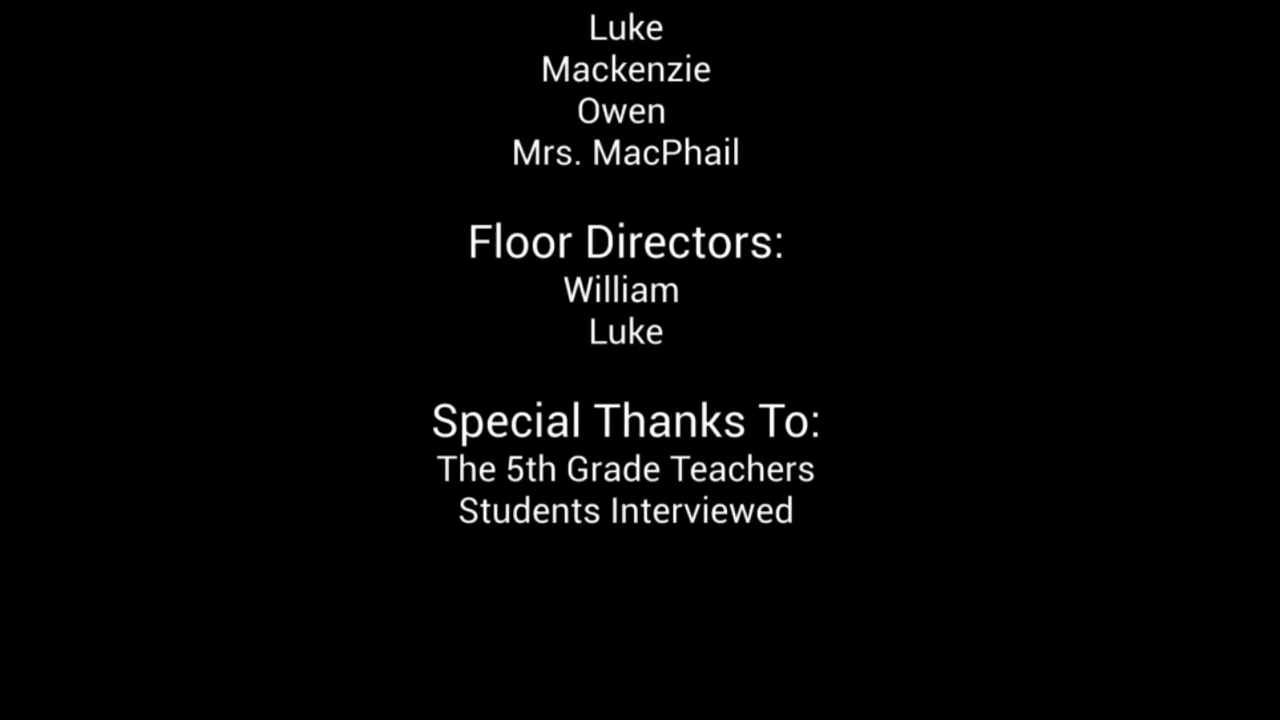 Luke
Mackenzie
Owen
Mrs. MacPhail
Floor Directors:
William
Luke
Special Thanks To:
The 5th Grade Teachers
Students Interviewed